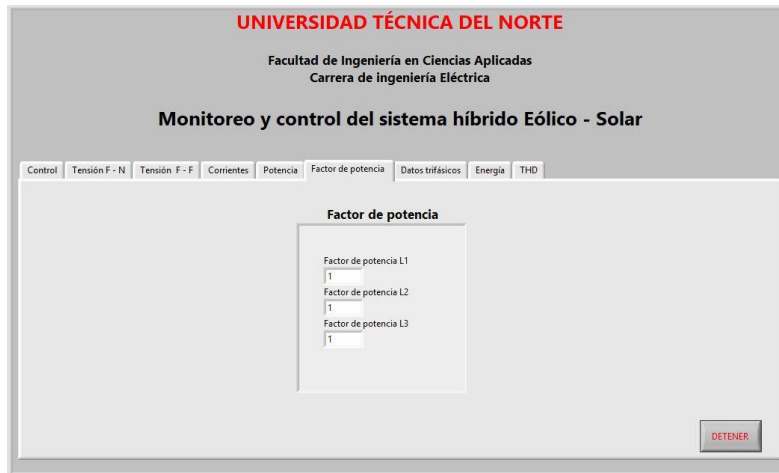 UNIVERSIDAD TÉCNICA DEL NORTE
Facultad de Ingeniería en Ciencias Aplicadas
Carrera de ingeniería Eléctrica
Monitoreo y control del sistema híbrido Eólico - Solar
Control Tensión F - N Tensión F - F Corrientes Potencia Factor de potencia Datos trifásicos Energía THD
Factor de potencia
Factor de potencia L1
1
Factor de potencia L2
1
Factor de potencia L3
1
DETENER